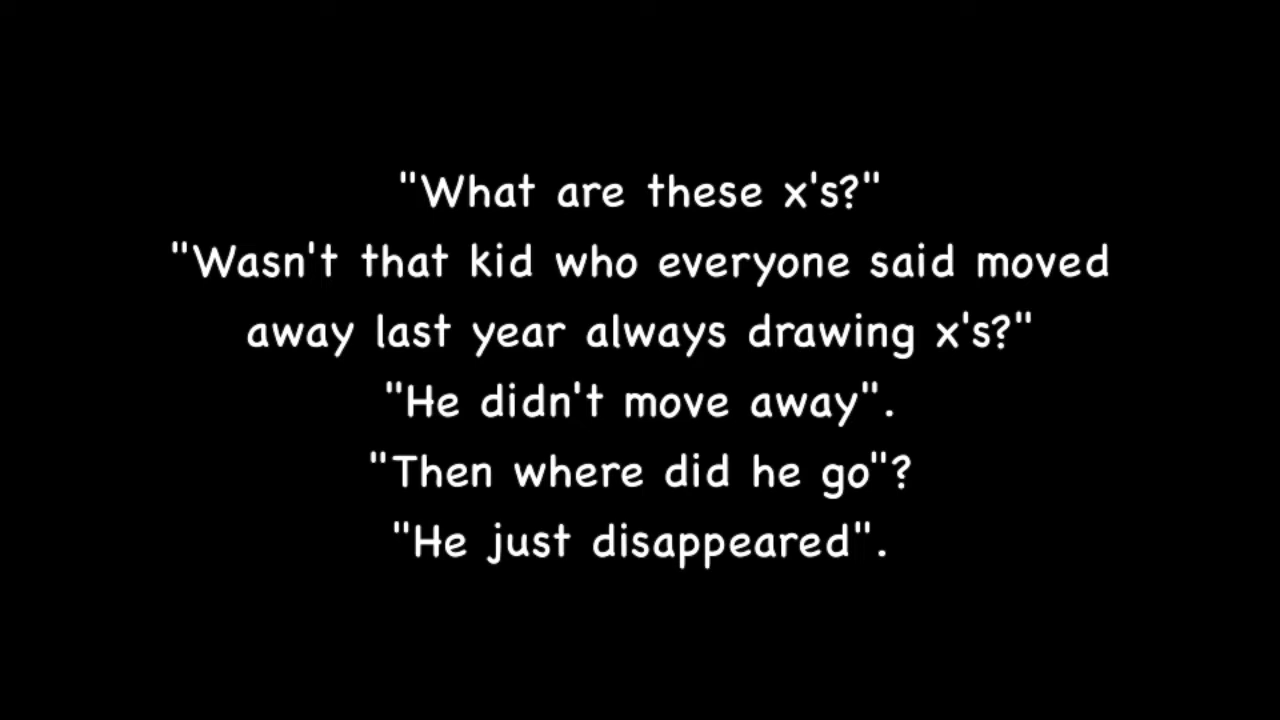 "What are these x's?"
"Wasn't that kid who everyone said moved
away last year always drawing x's?"
"He didn't move away".
"Then where did he go"?
"He just disappeared".